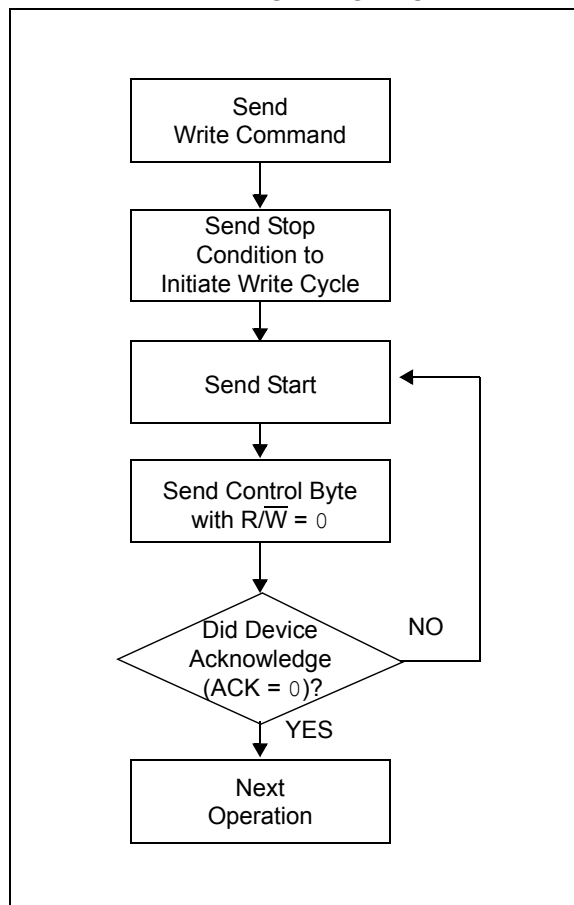 Send
Write Command
Send Stop
Condition to
Initiate Write Cycle
Send Start
Send Control Byte
with R/W̅ = 0
Did Device
Acknowledge
(ACK = 0)?
NO
YES
Next
Operation